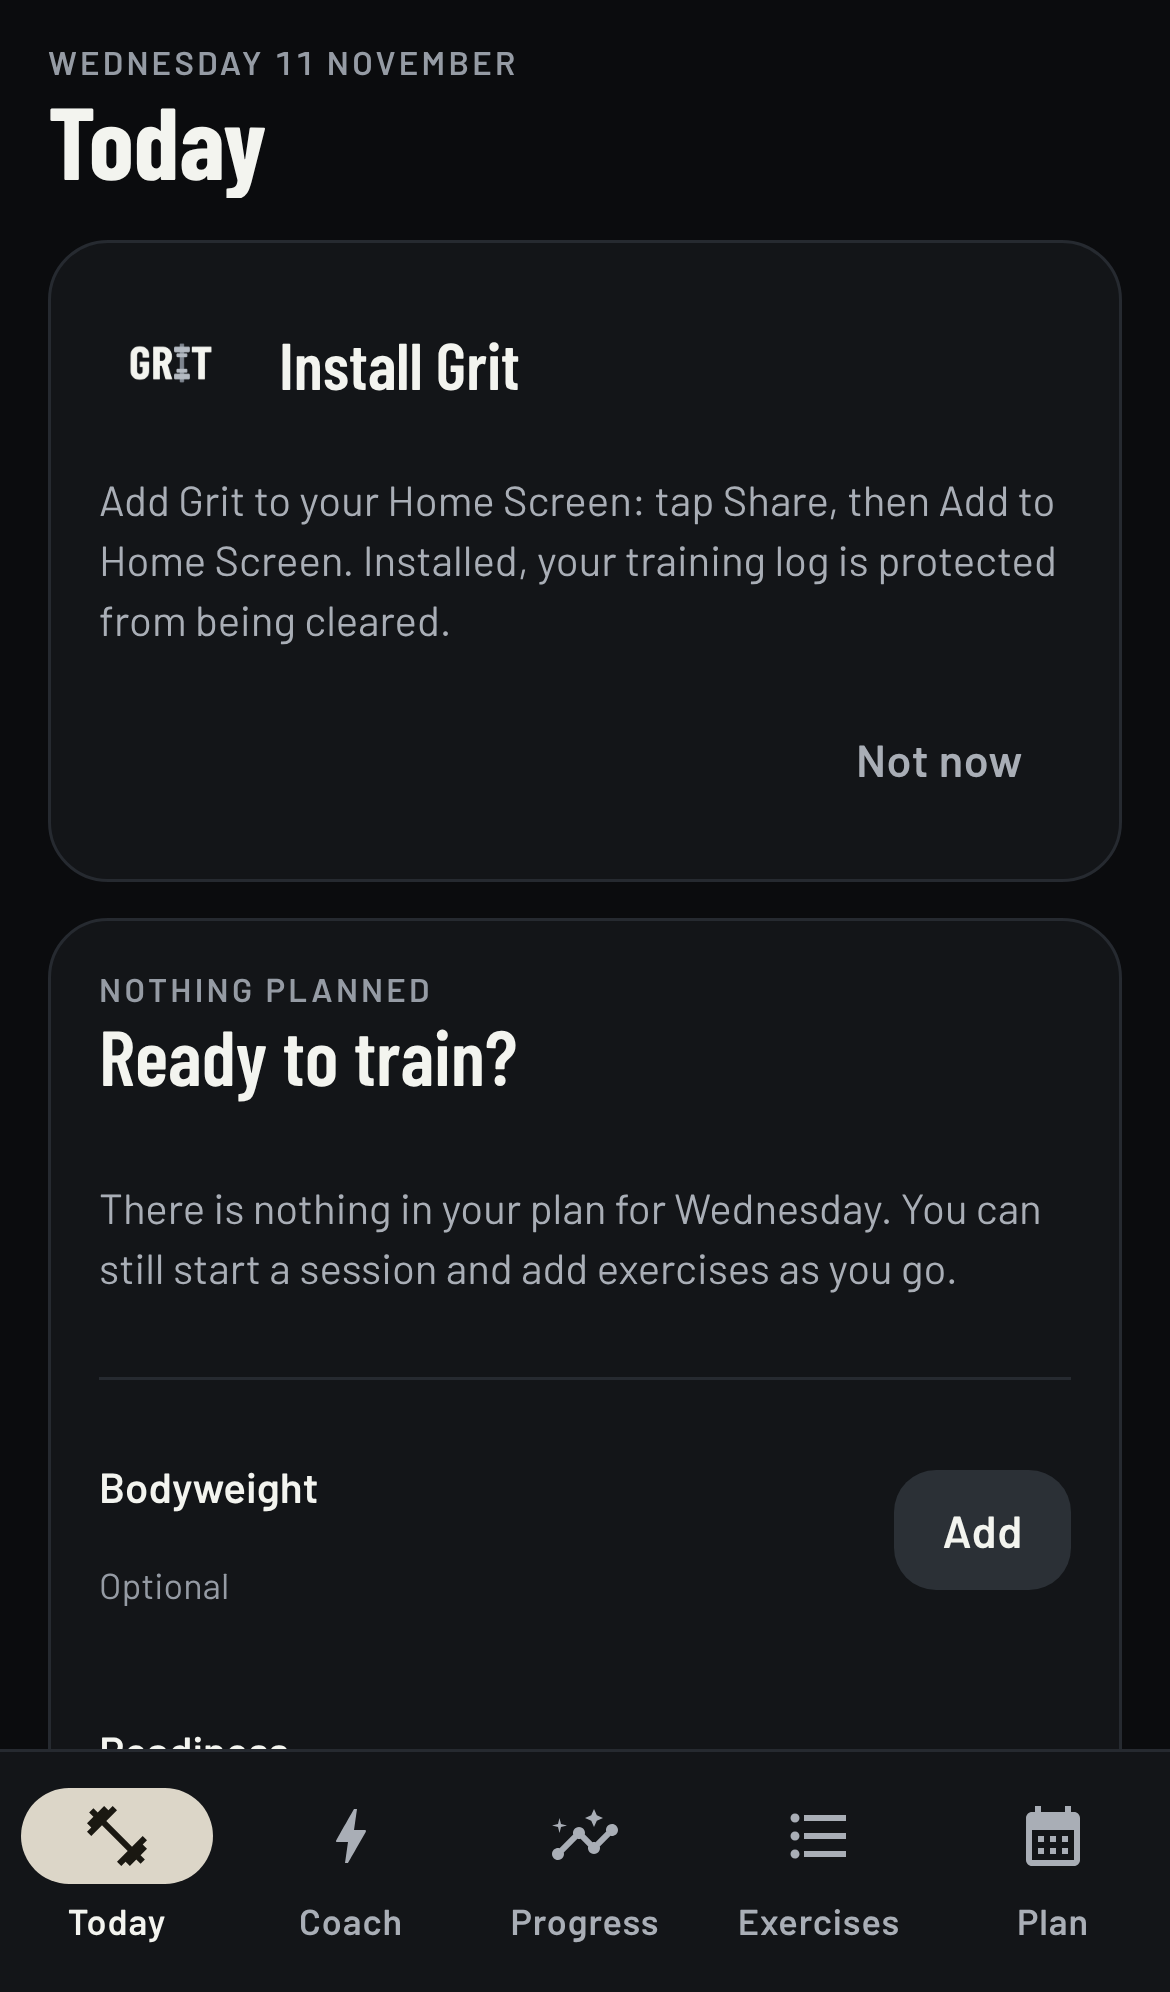 WEDNESDAY 11 NOVEMBER
Today
GRIT
Install Grit
Add Grit to your Home Screen: tap Share, then Add to
Home Screen. Installed, your training log is protected
from being cleared.
Not now
NOTHING PLANNED
Ready to train?
There is nothing in your plan for Wednesday. You can
still start a session and add exercises as you go.
Bodyweight
Add
Optional
Readiness
Today
Coach
Progress
Exercises
Plan